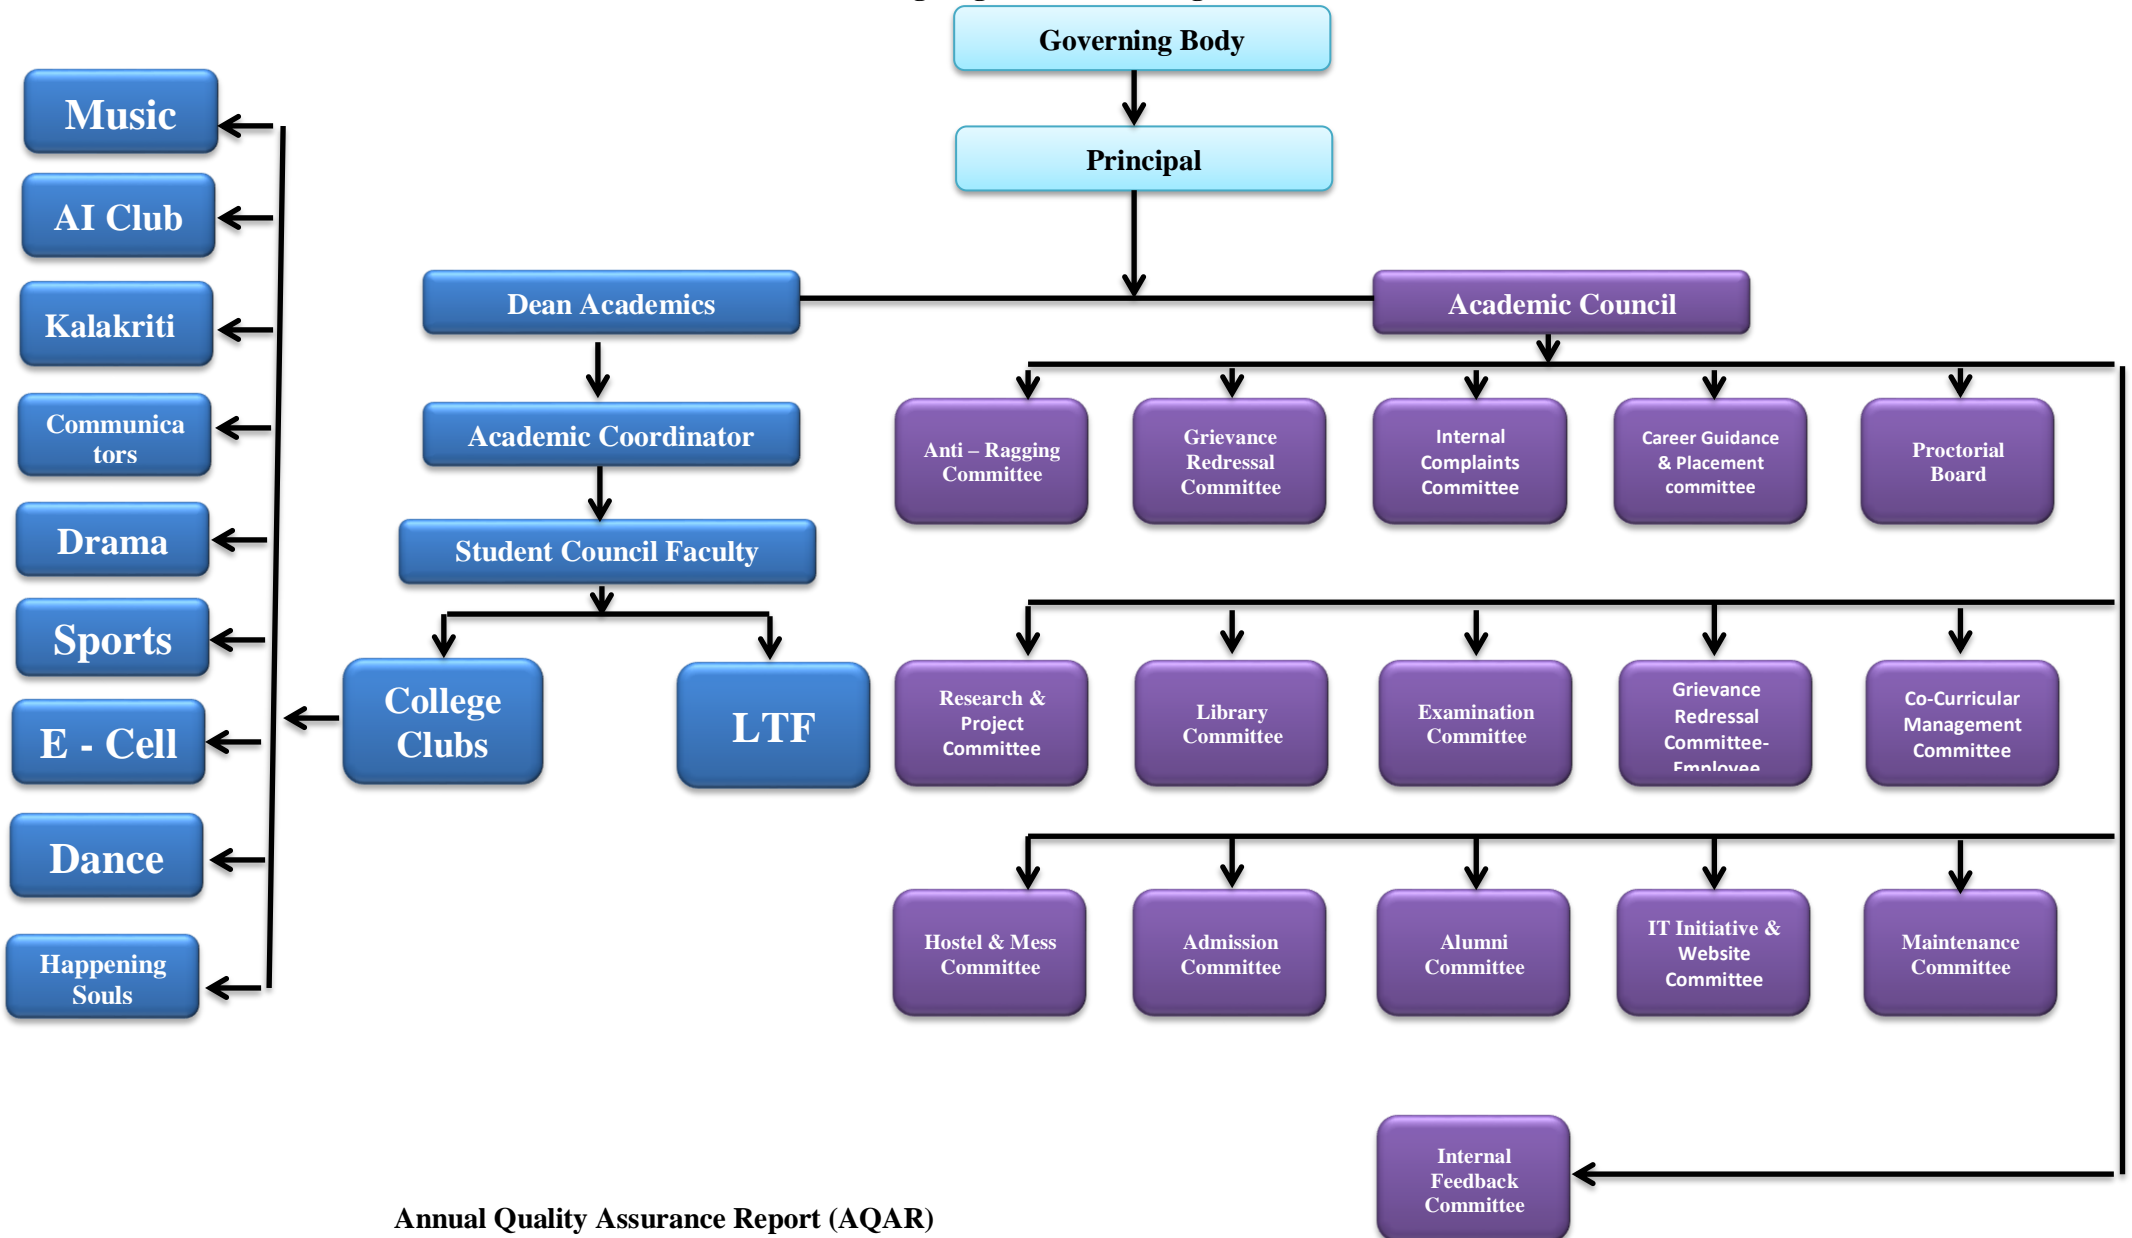 Governing Body
Principal
Dean Academics
Academic Council
Academic Coordinator
Student Council Faculty
College
Clubs
LTF
Music
AI Club
Kalakriti
Communica
tors
Drama
Sports
E - Cell
Dance
Happening
Souls
Anti – Ragging
Committee
Grievance
Redressal
Committee
Internal
Complaints
Committee
Career Guidance
& Placement
committee
Proctorial
Board
Research &
Project
Committee
Library
Committee
Examination
Committee
Grievance
Redressal
Committee-
Employee
Co-Curricular
Management
Committee
Hostel & Mess
Committee
Admission
Committee
Alumni
Committee
IT Initiative &
Website
Committee
Maintenance
Committee
Internal
Feedback
Committee
Annual Quality Assurance Report (AQAR)